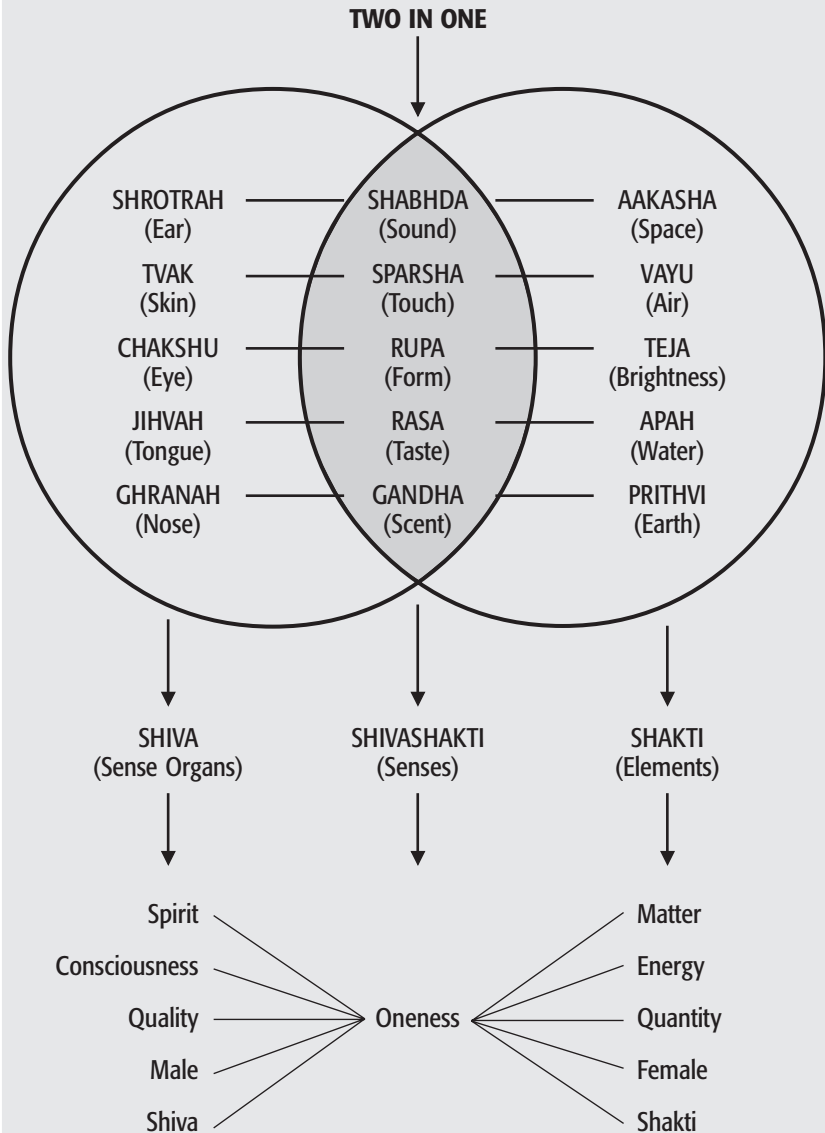 TWO IN ONE
SHROTRAH SHABHDA AAKASHA
(Ear) (Sound) (Space)
TVAK SPARSHA VAYU
(Skin) (Touch) (Air)
CHAKSHU RUPA TEJA
(Eye) (Form) (Brightness)
JIHVAH RASA APAH
(Tongue) (Taste) (Water)
GHRANAH GANDHA PRITHVI
(Nose) (Scent) (Earth)
SHIVA SHIVASHAKTI SHAKTI
(Sense Organs) (Senses) (Elements)
Spirit Matter
Consciousness Energy
Quality Oneness Quantity
Male Female
Shiva Shakti